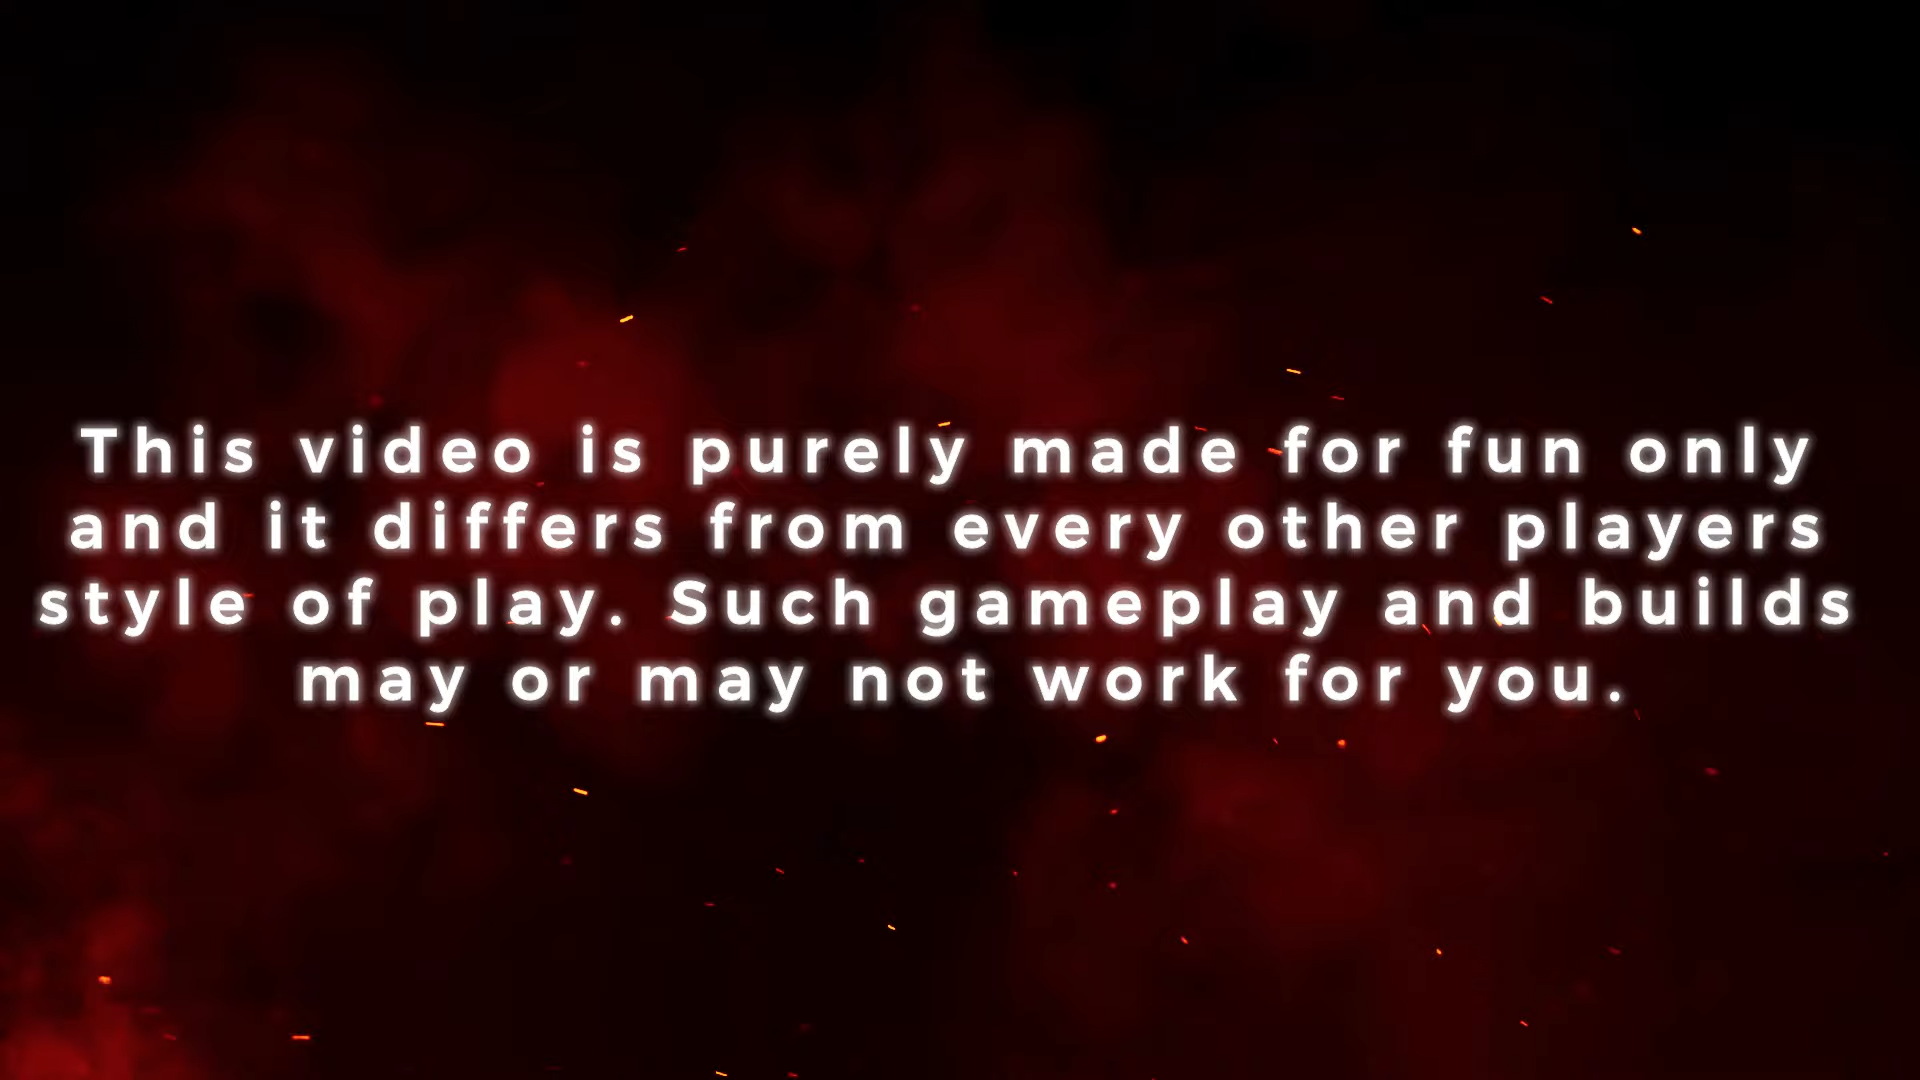 This video is purely made for fun only
and it differs from every other players
style of play. Such gameplay and builds
may or may not work for you.